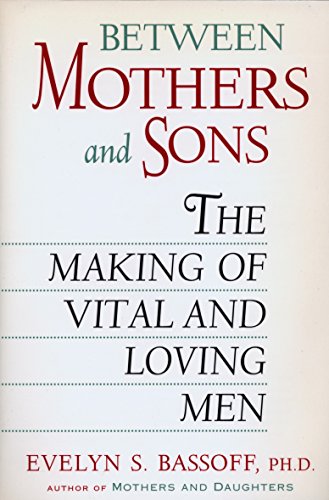 BETWEEN
MOTHERS
and SONS
THE
MAKING OF
VITAL AND
LOVING
MEN
EVELYN S. BASSOFF, PH.D.
AUTHOR OF MOTHERS AND DAUGHTERS